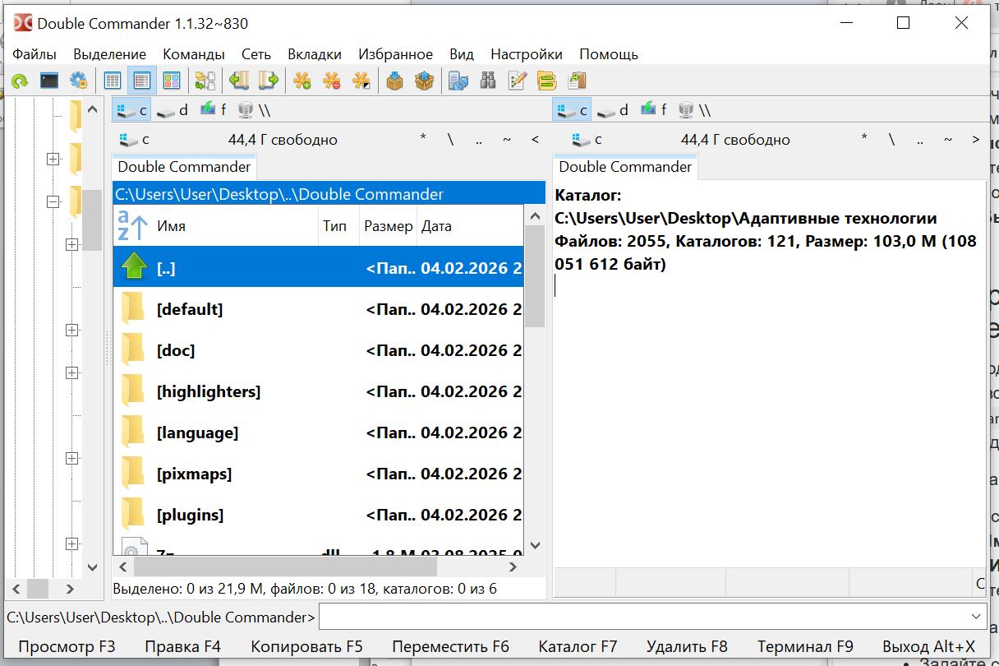 Double Commander 1.1.32~830
Файлы Выделение Команды Сеть Вкладки Избранное Вид Настройки Помощь
c d f \\
c 44,4 Г свободно * \ .. ~ <
Double Commander
C:\Users\User\Desktop\..\Double Commander
Имя Тип Размер Дата
[..] <Пап.. 04.02.2026 2
[default] <Пап.. 04.02.2026 2
[doc] <Пап.. 04.02.2026 2
[highlighters] <Пап.. 04.02.2026 2
[language] <Пап.. 04.02.2026 2
[pixmaps] <Пап.. 04.02.2026 2
[plugins] <Пап.. 04.02.2026 2
Выделено: 0 из 21,9 М, файлов: 0 из 18, каталогов: 0 из 6
c d f \\
c 44,4 Г свободно * \ .. ~ >
Double Commander
Каталог:
C:\Users\User\Desktop\Адаптивные технологии
Файлов: 2055, Каталогов: 121, Размер: 103,0 М (108
051 612 байт)
С
C:\Users\User\Desktop\..\Double Commander>
Просмотр F3 Правка F4 Копировать F5 Переместить F6 Каталог F7 Удалить F8 Терминал F9 Выход Alt+X